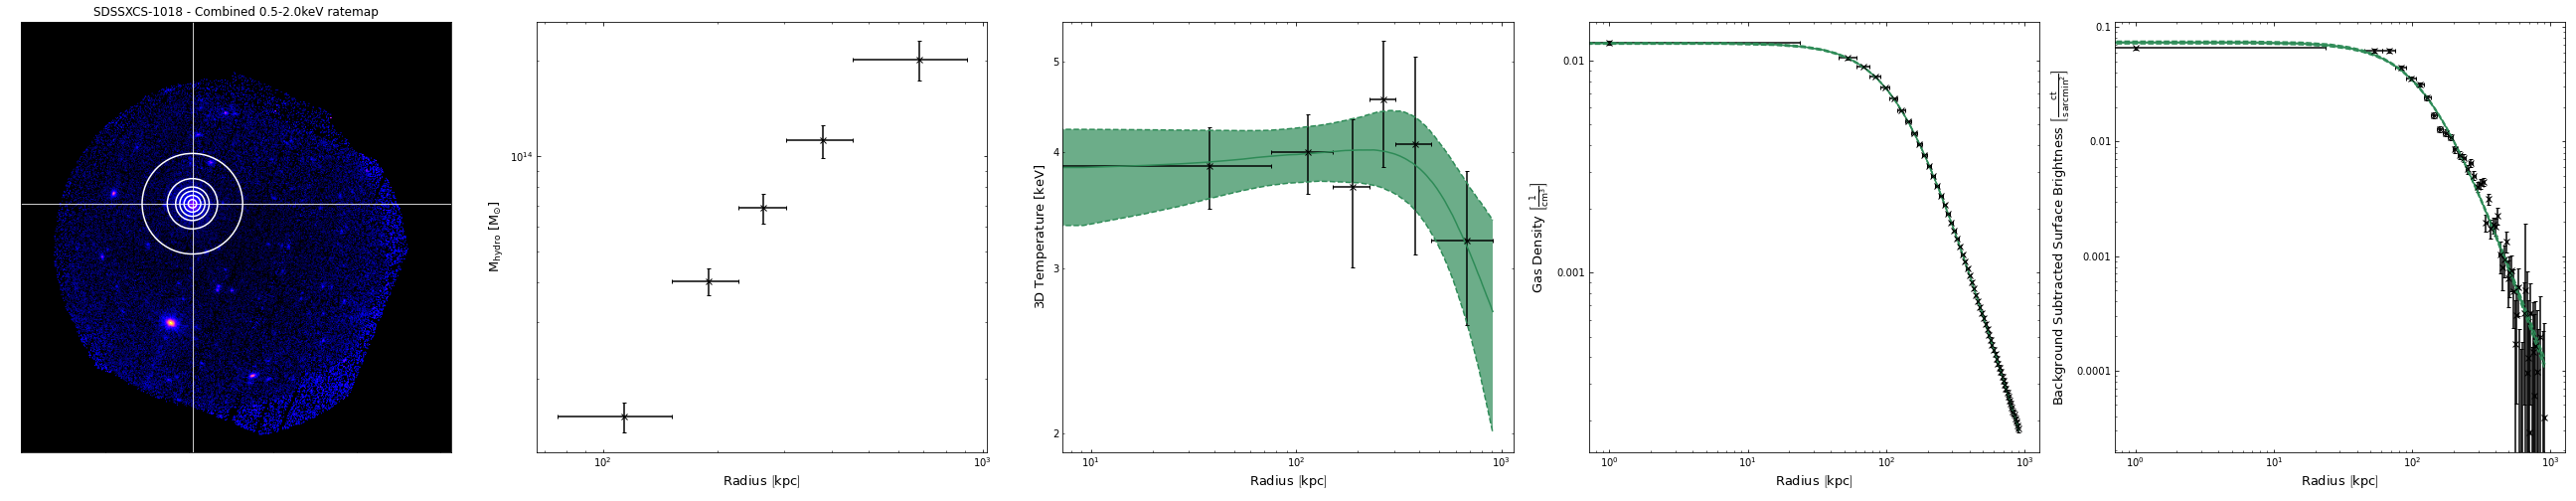 SDSSXCS-1018 - Combined 0.5-2.0keV ratemap
M_hydro [M_⊙]
10^14
10^2 10^3
Radius [kpc]
3D Temperature [keV]
5
4
3
2
10^1 10^2 10^3
Radius [kpc]
Gas Density [1/cm^3]
0.01
0.001
10^0 10^1 10^2 10^3
Radius [kpc]
Background Subtracted Surface Brightness [ct/s arcmin^2]
0.1
0.01
0.001
0.0001
10^0 10^1 10^2 10^3
Radius [kpc]